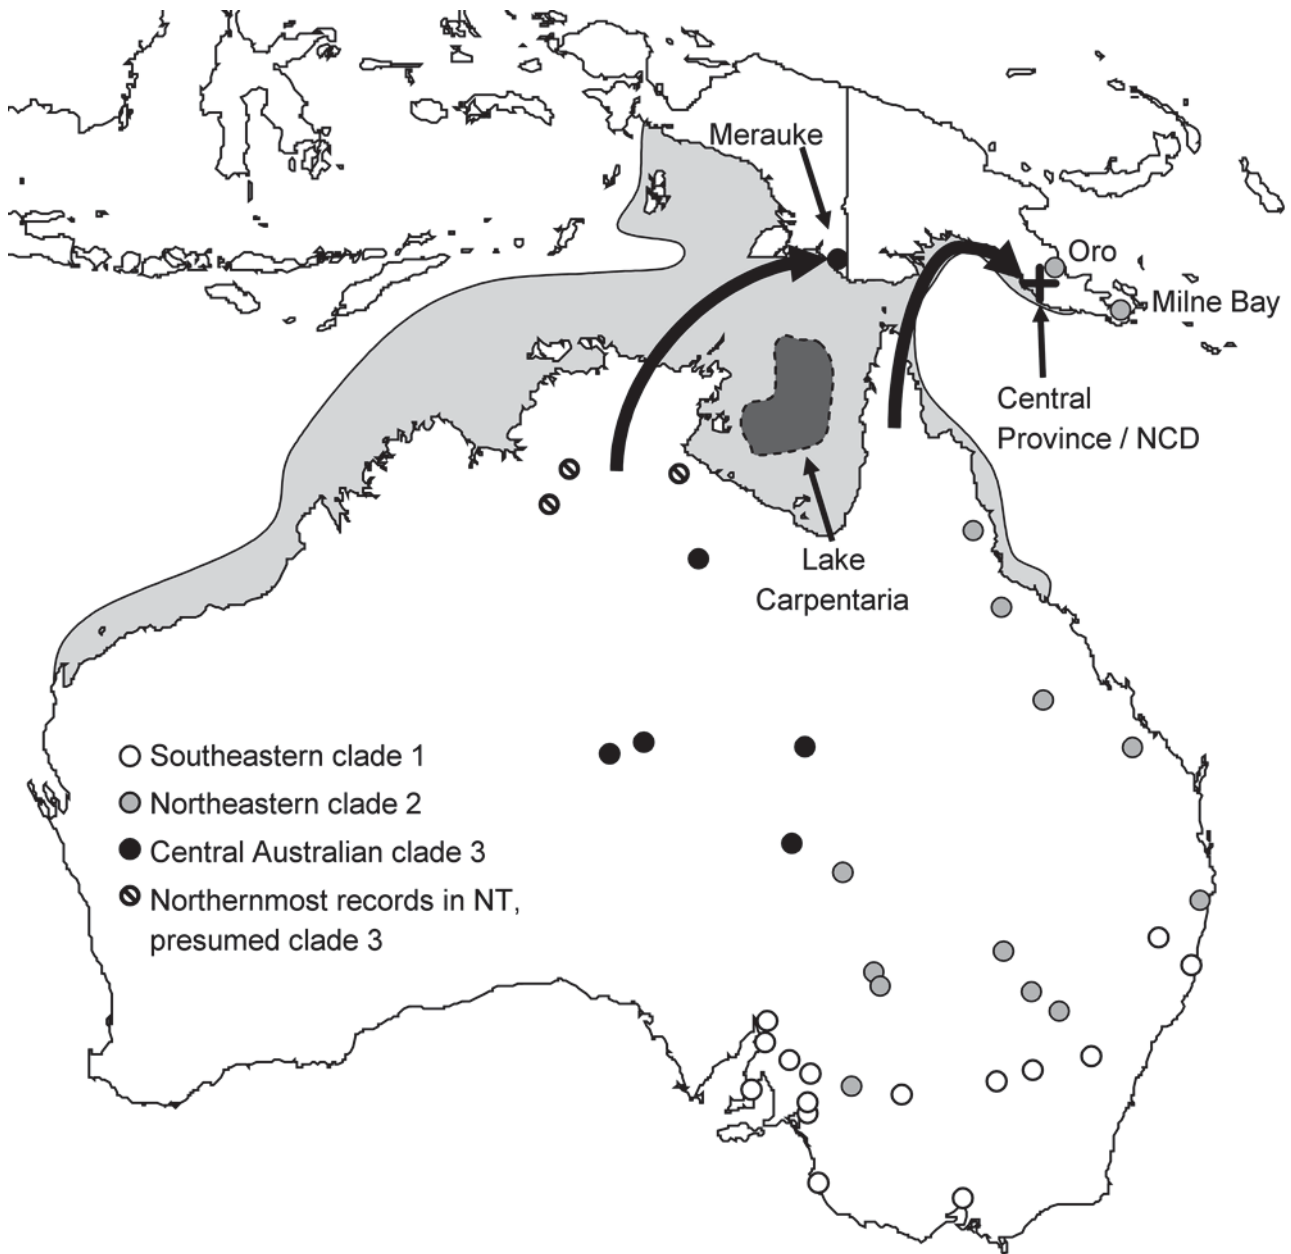 Merauke
Oro
Milne Bay
Central
Province / NCD
Lake
Carpentaria
Southeastern clade 1
Northeastern clade 2
Central Australian clade 3
Northernmost records in NT,
presumed clade 3